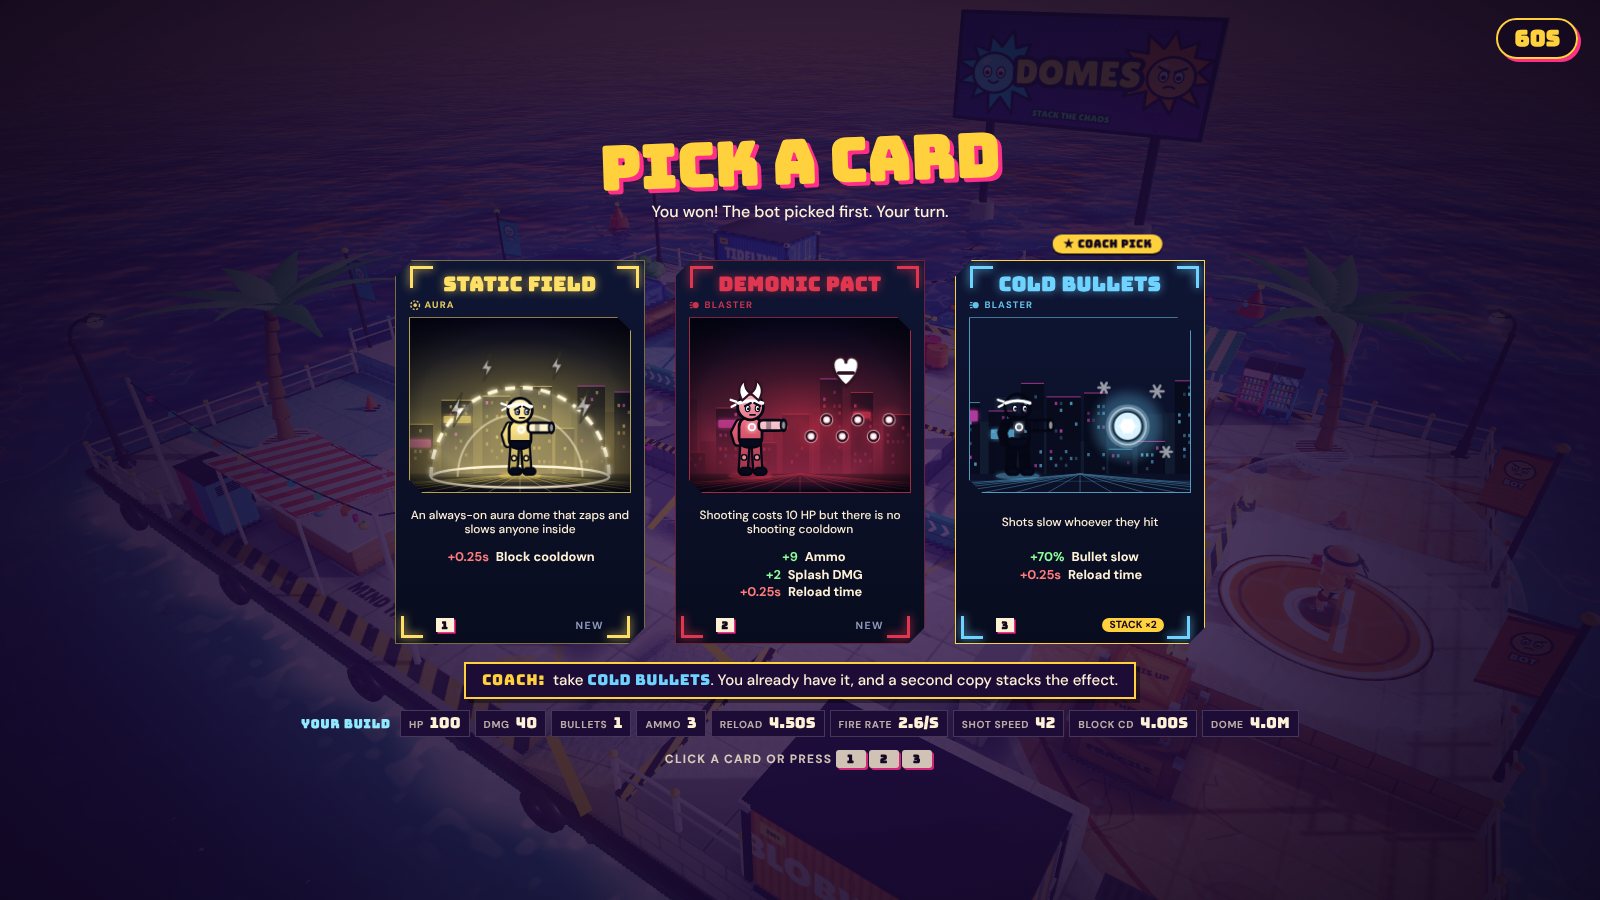 60S
DOMES
STACK THE CHAOS
PICK A CARD
You won! The bot picked first. Your turn.
★ COACH PICK
STATIC FIELD
AURA
An always-on aura dome that zaps and
slows anyone inside
+0.25s Block cooldown
1 NEW
DEMONIC PACT
BLASTER
Shooting costs 10 HP but there is no
shooting cooldown
+9 Ammo
+2 Splash DMG
+0.25s Reload time
2 NEW
COLD BULLETS
BLASTER
Shots slow whoever they hit
+70% Bullet slow
+0.25s Reload time
3 STACK ×2
COACH: take COLD BULLETS. You already have it, and a second copy stacks the effect.
YOUR BUILD HP 100 DMG 40 BULLETS 1 AMMO 3 RELOAD 4.50S FIRE RATE 2.6/S SHOT SPEED 42 BLOCK CD 4.00S DOME 4.0M
CLICK A CARD OR PRESS 1 2 3
BOT
BOT